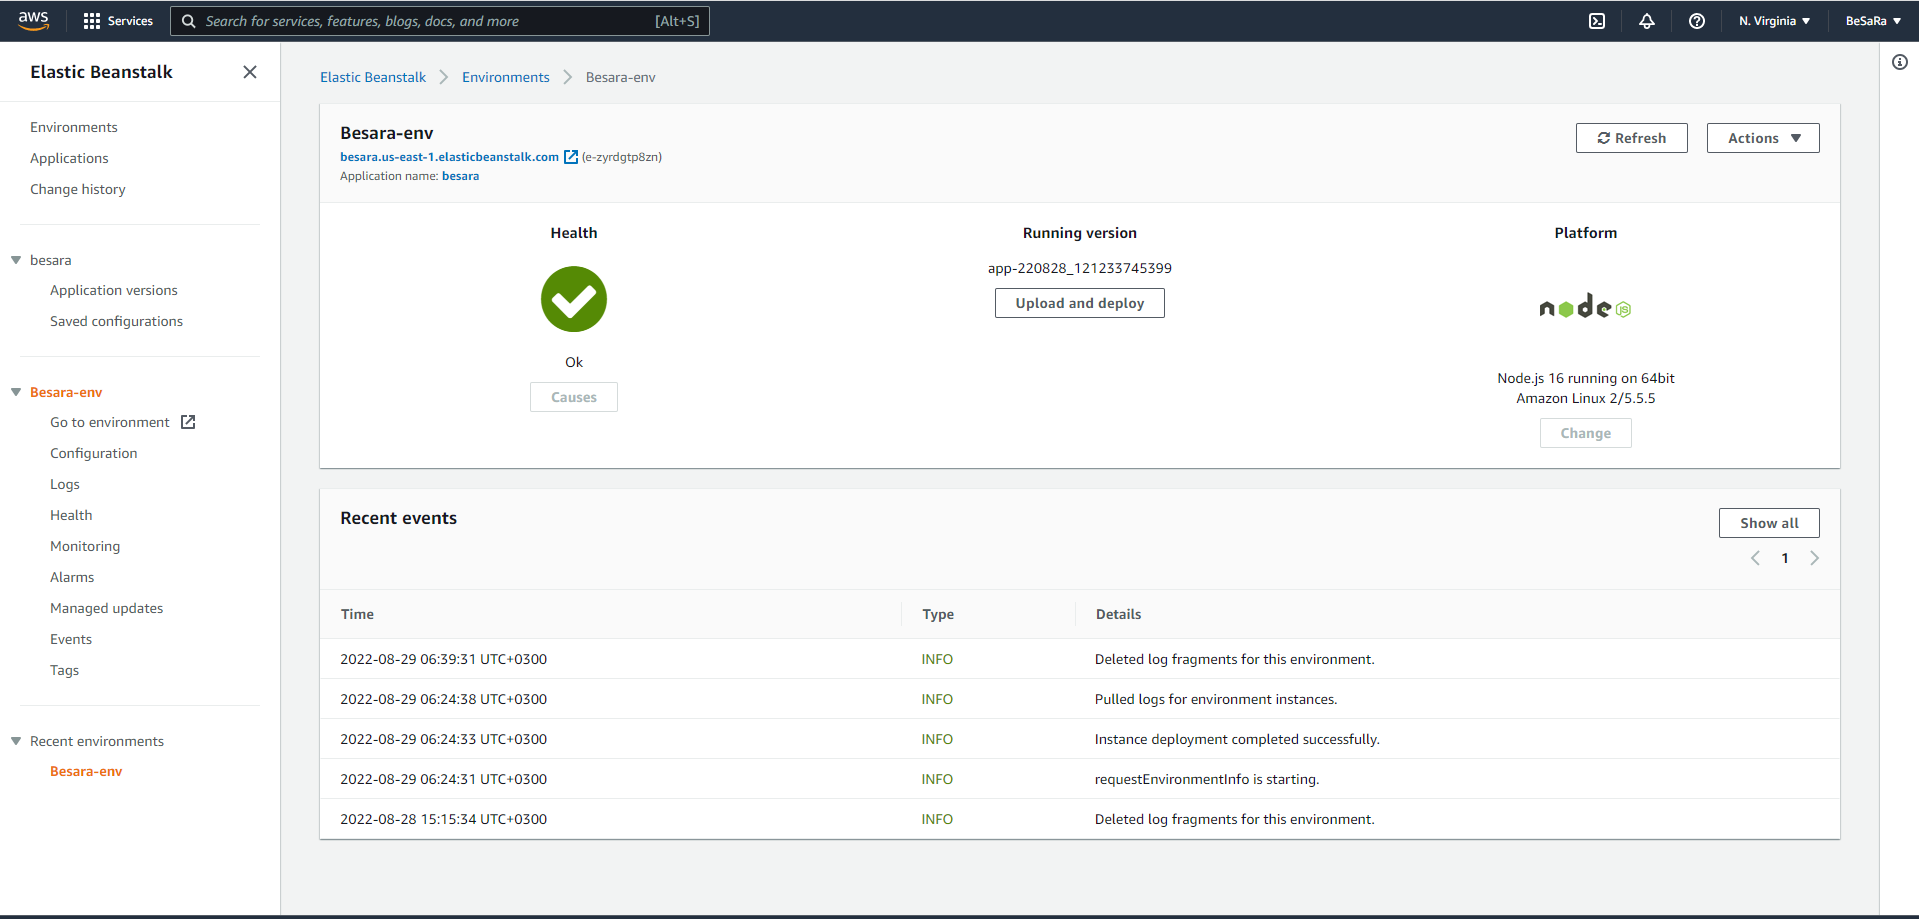 aws
Services
Search for services, features, blogs, docs, and more [Alt+S]
N. Virginia
BeSaRa
Elastic Beanstalk
Environments
Applications
Change history
besara
Application versions
Saved configurations
Besara-env
Go to environment
Configuration
Logs
Health
Monitoring
Alarms
Managed updates
Events
Tags
Recent environments
Besara-env
Elastic Beanstalk Environments Besara-env
Besara-env
besara.us-east-1.elasticbeanstalk.com (e-zyrdgtp8zn)
Application name: besara
Refresh
Actions
Health
Ok
Causes
Running version
app-220828_121233745399
Upload and deploy
Platform
node
JS
Node.js 16 running on 64bit
Amazon Linux 2/5.5.5
Change
Recent events
Show all
1
Time Type Details
2022-08-29 06:39:31 UTC+0300 INFO Deleted log fragments for this environment.
2022-08-29 06:24:38 UTC+0300 INFO Pulled logs for environment instances.
2022-08-29 06:24:33 UTC+0300 INFO Instance deployment completed successfully.
2022-08-29 06:24:31 UTC+0300 INFO requestEnvironmentInfo is starting.
2022-08-28 15:15:34 UTC+0300 INFO Deleted log fragments for this environment.